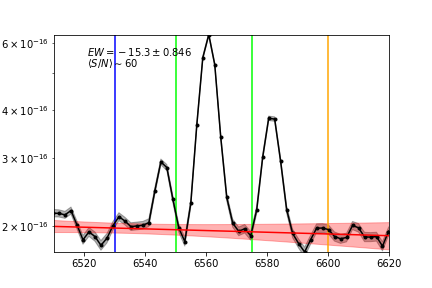 EW = −15.3 ± 0.846
⟨S/N⟩ ~ 60
6 × 10⁻¹⁶
4 × 10⁻¹⁶
3 × 10⁻¹⁶
2 × 10⁻¹⁶
6520 6540 6560 6580 6600 6620